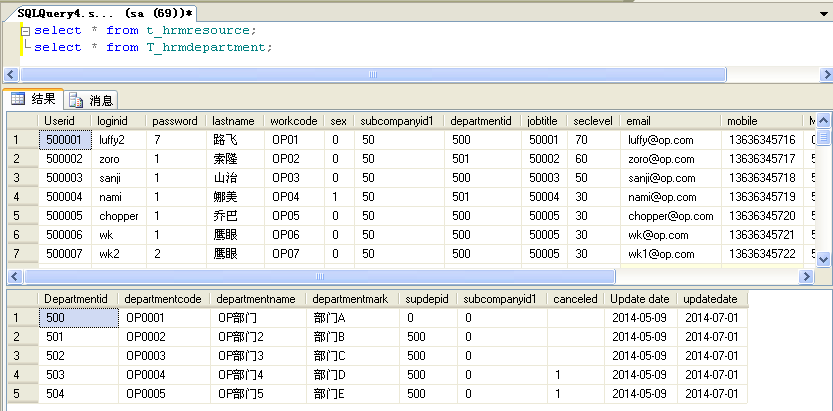 SQLQuery4.s... (sa (69))*
select * from t_hrmresource;
select * from T_hrmdepartment;
结果 消息
Userid loginid password lastname workcode sex subcompanyid1 departmentid jobtitle seclevel email mobile
1 500001 luffy2 7 路飞 OP01 0 50 500 50001 70 luffy@op.com 13636345716
2 500002 zoro 1 索隆 OP02 0 50 501 50002 60 zoro@op.com 13636345717
3 500003 sanji 1 山治 OP03 0 50 500 50003 50 sanji@op.com 13636345718
4 500004 nami 1 娜美 OP04 1 50 501 50004 30 nami@op.com 13636345719
5 500005 chopper 1 乔巴 OP05 0 50 500 50005 30 chopper@op.com 13636345720
6 500006 wk 1 鹰眼 OP06 0 50 500 50005 30 wk@op.com 13636345721
7 500007 wk2 2 鹰眼 OP07 0 50 500 50005 30 wk1@op.com 13636345722
Departmentid departmentcode departmentname departmentmark supdepid subcompanyid1 canceled Update date updatedate
1 500 OP0001 OP部门 部门A 0 0 2014-05-09 2014-07-01
2 501 OP0002 OP部门2 部门B 500 0 2014-05-09 2014-07-01
3 502 OP0003 OP部门3 部门C 500 0 2014-05-09 2014-07-01
4 503 OP0004 OP部门4 部门D 500 0 1 2014-05-09 2014-07-01
5 504 OP0005 OP部门5 部门E 500 0 1 2014-05-09 2014-07-01